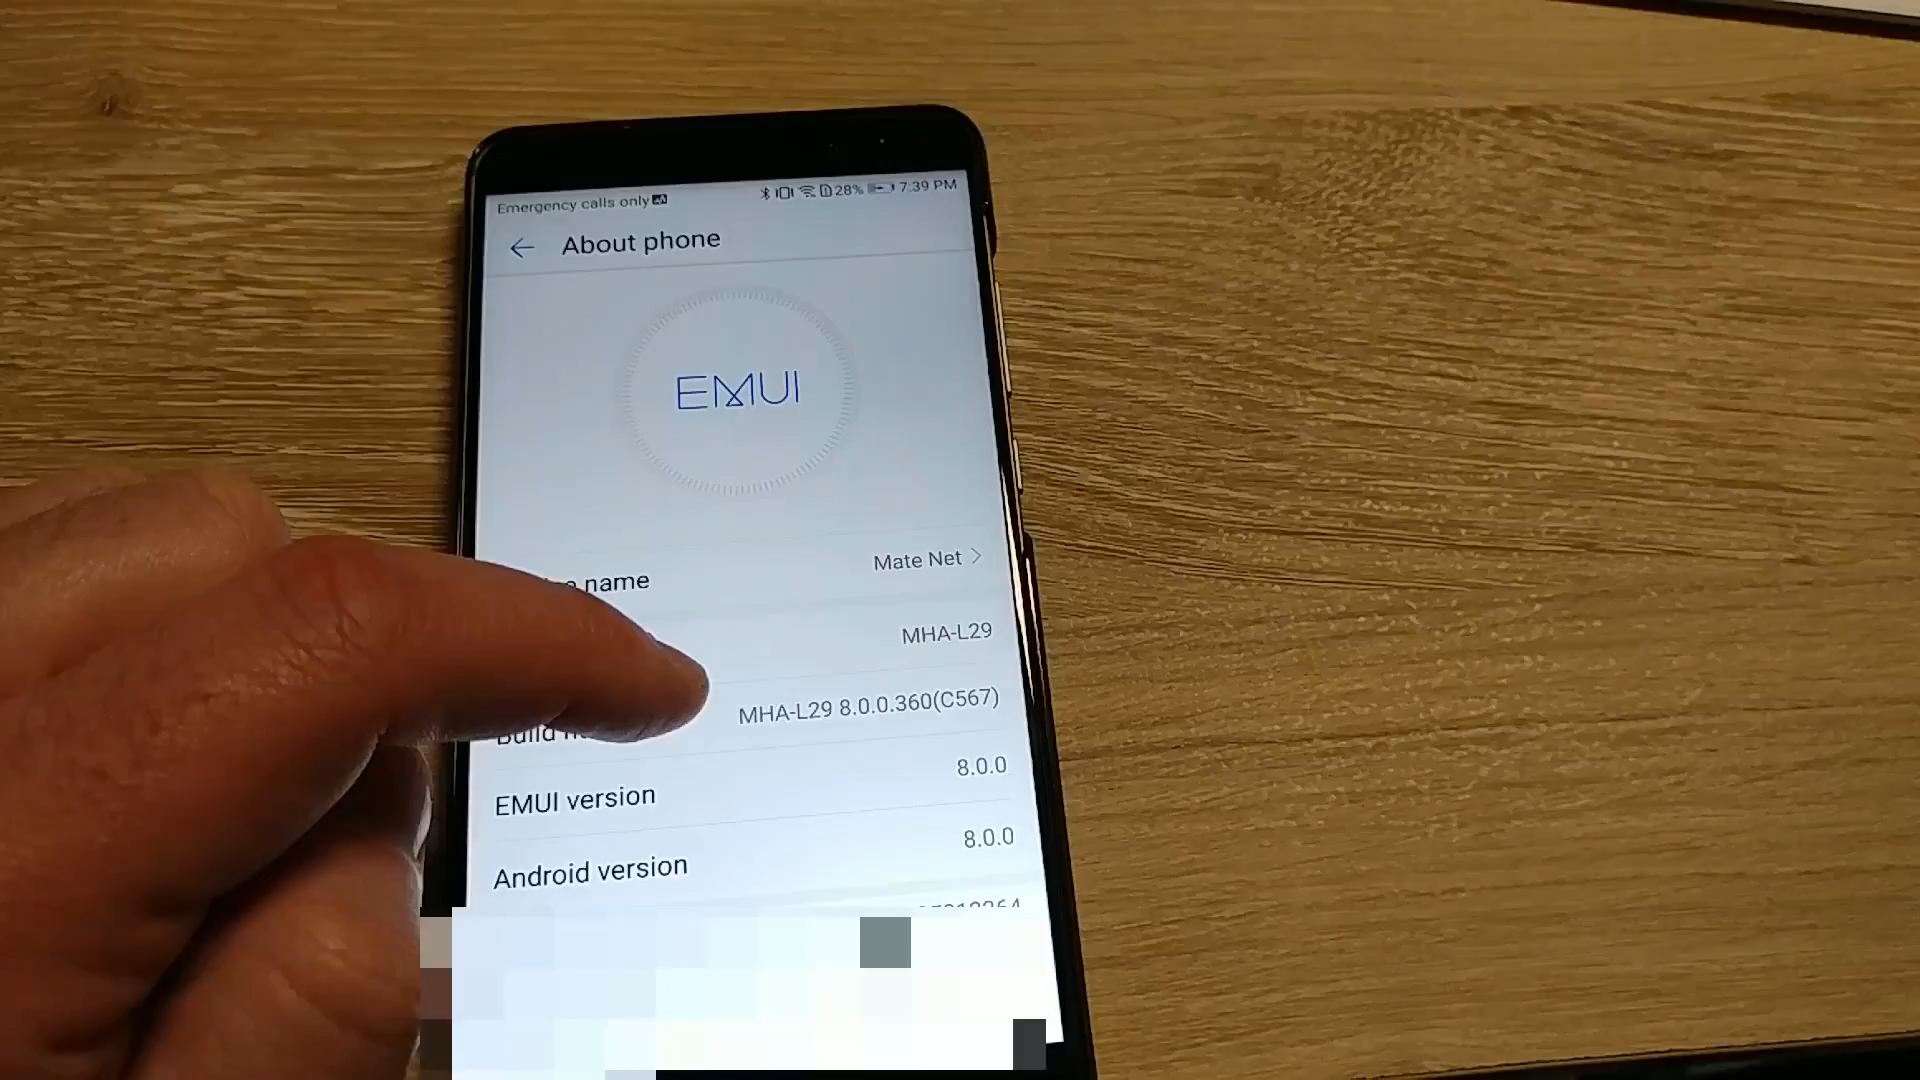 Emergency calls only 28% 7:39 PM
About phone
EMUI
name Mate Net
MHA-L29
Build MHA-L29 8.0.0.360(C567)
EMUI version 8.0.0
Android version 8.0.0